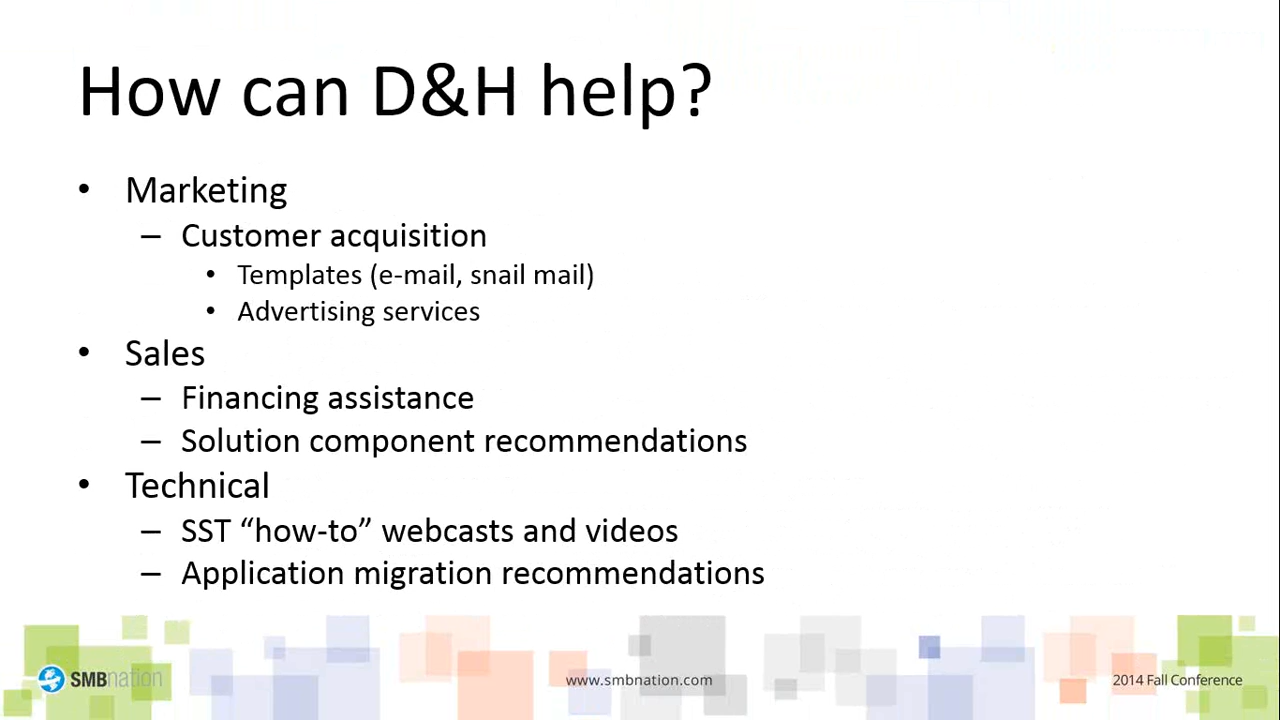 How can D&H help?
• Marketing
– Customer acquisition
• Templates (e-mail, snail mail)
• Advertising services
• Sales
– Financing assistance
– Solution component recommendations
• Technical
– SST “how-to” webcasts and videos
– Application migration recommendations
SMBnation
www.smbnation.com
2014 Fall Conference